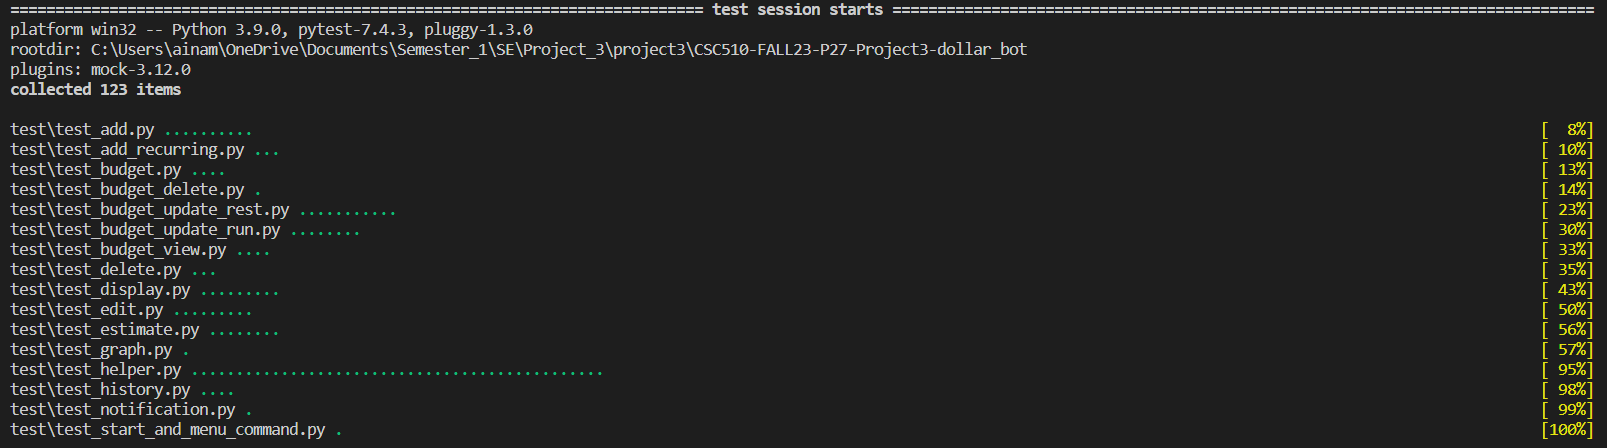 ============================================================================= test session starts ==============================================================================
platform win32 -- Python 3.9.0, pytest-7.4.3, pluggy-1.3.0
rootdir: C:\Users\ainam\OneDrive\Documents\Semester_1\SE\Project_3\project3\CSC510-FALL23-P27-Project3-dollar_bot
plugins: mock-3.12.0
collected 123 items
test\test_add.py .......... [  8%]
test\test_add_recurring.py ... [ 10%]
test\test_budget.py .... [ 13%]
test\test_budget_delete.py . [ 14%]
test\test_budget_update_rest.py ........... [ 23%]
test\test_budget_update_run.py ........ [ 30%]
test\test_budget_view.py .... [ 33%]
test\test_delete.py ... [ 35%]
test\test_display.py ......... [ 43%]
test\test_edit.py ......... [ 50%]
test\test_estimate.py ........ [ 56%]
test\test_graph.py . [ 57%]
test\test_helper.py .............................................. [ 95%]
test\test_history.py .... [ 98%]
test\test_notification.py . [ 99%]
test\test_start_and_menu_command.py . [100%]